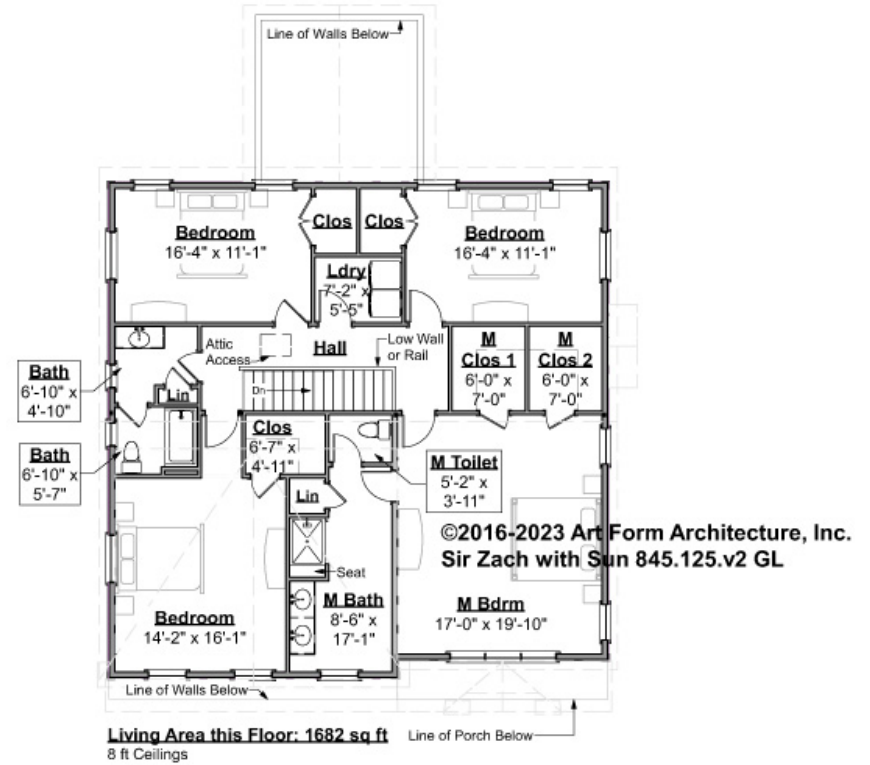 Line of Walls Below
Bedroom
16'-4" x 11'-1"
Clos
Clos
Bedroom
16'-4" x 11'-1"
Ldry
7'-2" x
5'-5"
Attic
Access
Hall
Low Wall
or Rail
M
Clos 1
6'-0" x
7'-0"
M
Clos 2
6'-0" x
7'-0"
Bath
6'-10" x
4'-10"
Lin
Dn
Bath
6'-10" x
5'-7"
Clos
6'-7" x
4'-11"
M Toilet
5'-2" x
3'-11"
Lin
©2016-2023 Art Form Architecture, Inc.
Sir Zach with Sun 845.125.v2 GL
Seat
Bedroom
14'-2" x 16'-1"
M Bath
8'-6" x
17'-1"
M Bdrm
17'-0" x 19'-10"
Line of Walls Below
Living Area this Floor: 1682 sq ft
8 ft Ceilings
Line of Porch Below